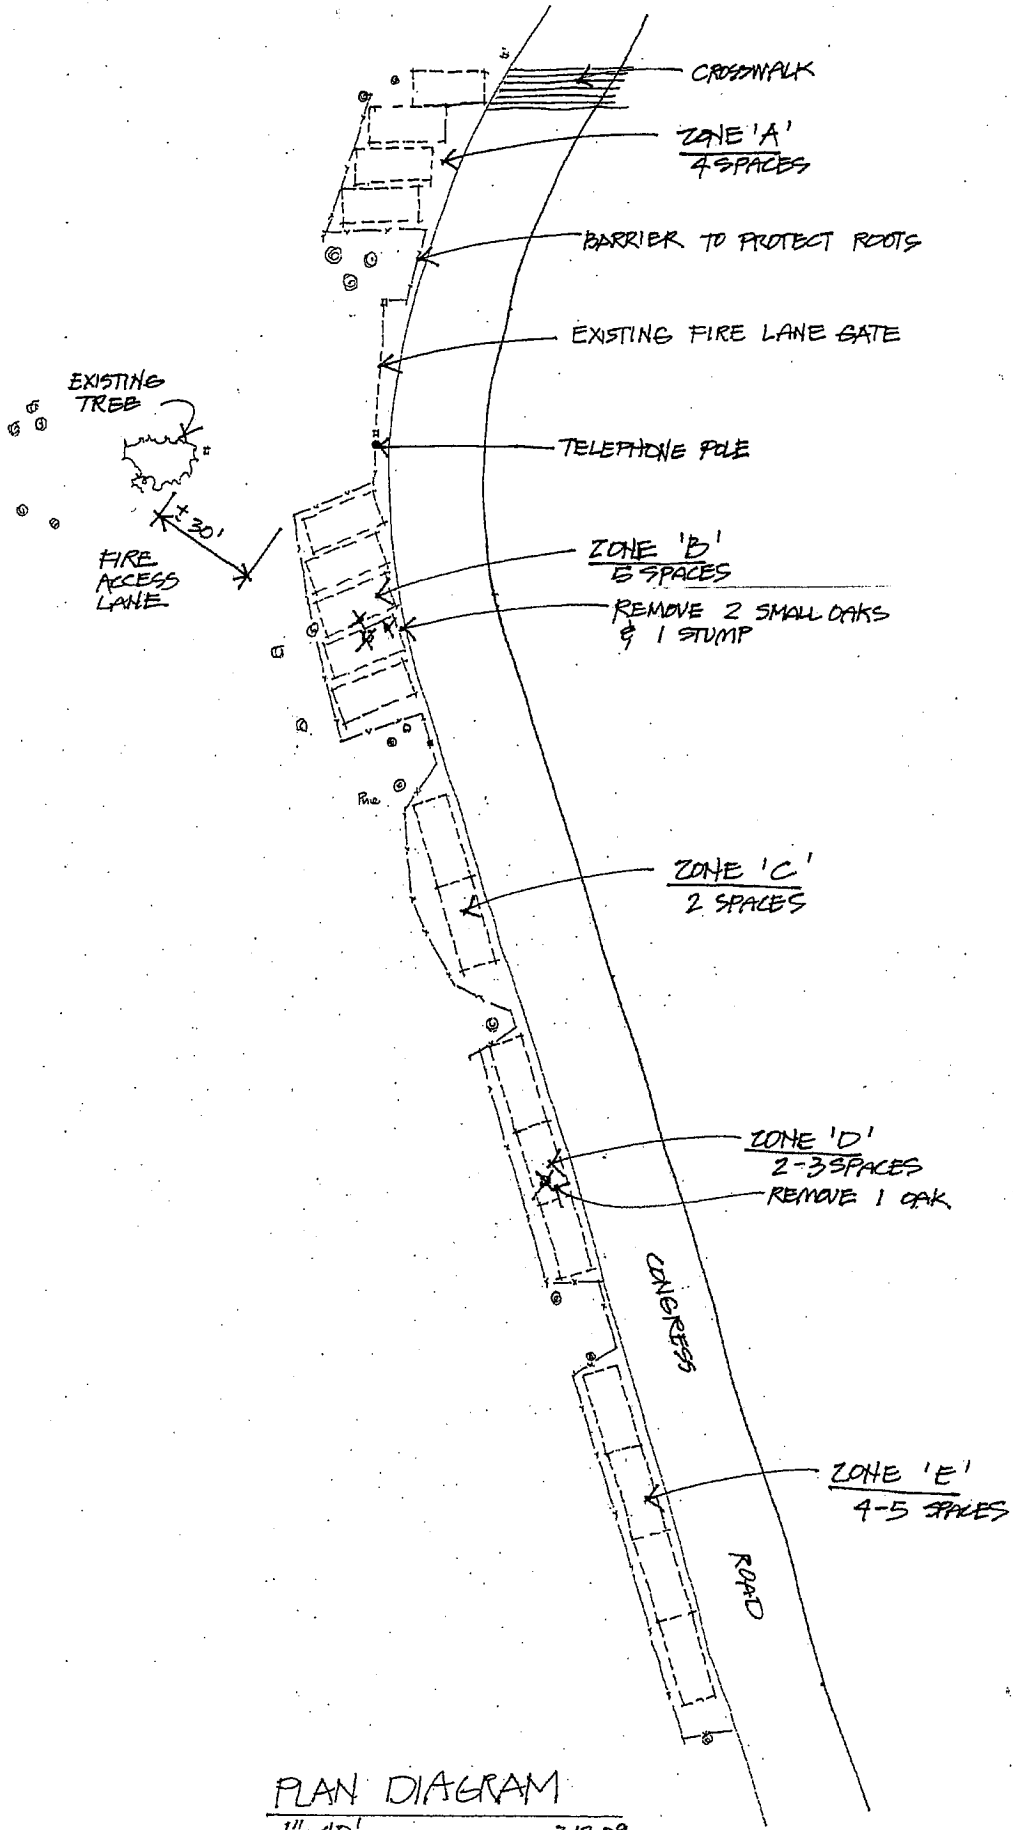 CROSSWALK
ZONE 'A'
4 SPACES
BARRIER TO PROTECT ROOTS
EXISTING FIRE LANE GATE
EXISTING
TREE
TELEPHONE POLE
± 30'
FIRE
ACCESS
LANE
ZONE 'B'
5 SPACES
REMOVE 2 SMALL OAKS
& 1 STUMP
Pine
ZONE 'C'
2 SPACES
ZONE 'D'
2-3 SPACES
REMOVE 1 OAK
CONGRESS
ZONE 'E'
4-5 SPACES
ROAD
PLAN DIAGRAM